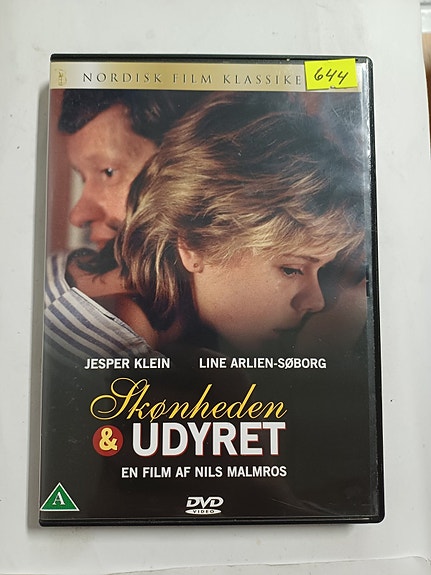 NORDISK FILM KLASSIKE
644
JESPER KLEIN LINE ARLIEN-SØBORG
Skønheden
& UDYRET
EN FILM AF NILS MALMROS
A
DVD
VIDEO